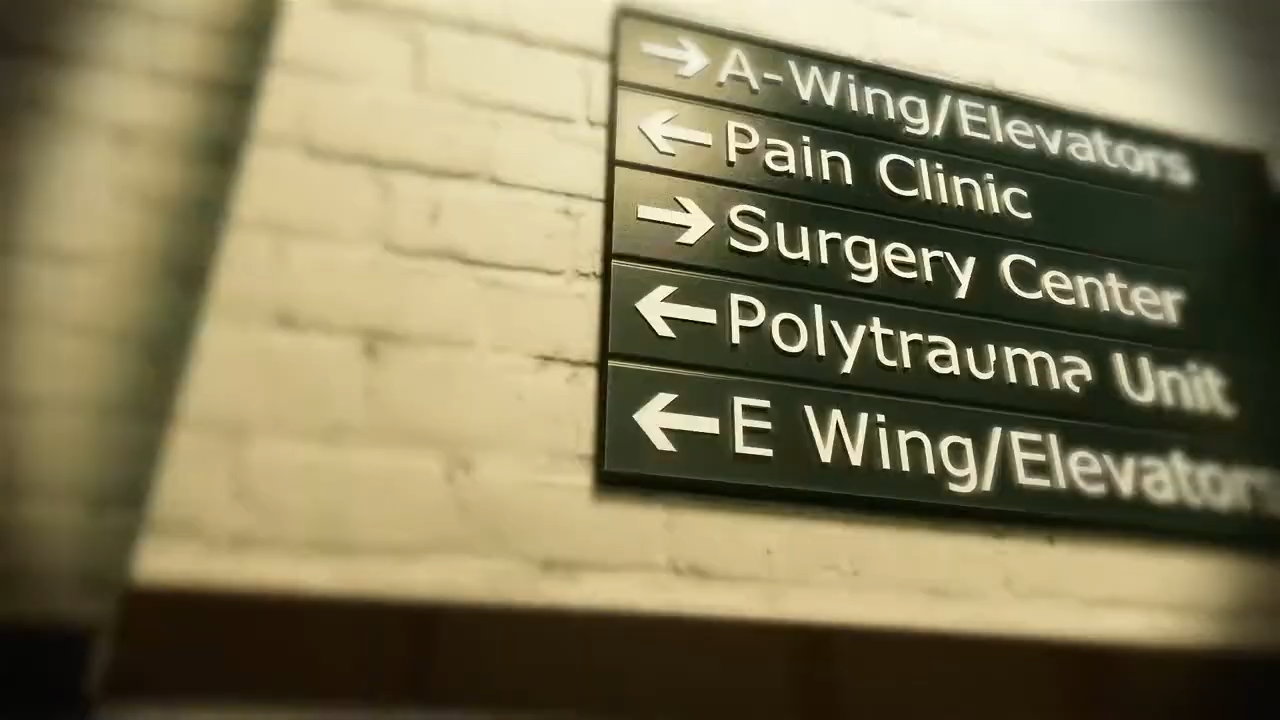 → A-Wing/Elevators
← Pain Clinic
→ Surgery Center
← Polytrauma Unit
← E Wing/Elevators